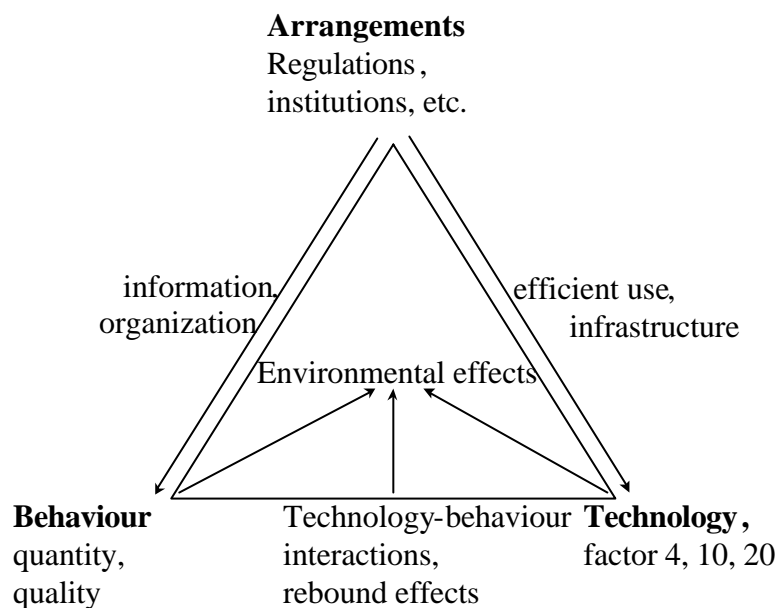 Arrangements
Regulations,
institutions, etc.
information,
organization
efficient use,
infrastructure
Environmental effects
Behaviour
quantity,
quality
Technology-behaviour
interactions,
rebound effects
Technology,
factor 4, 10, 20